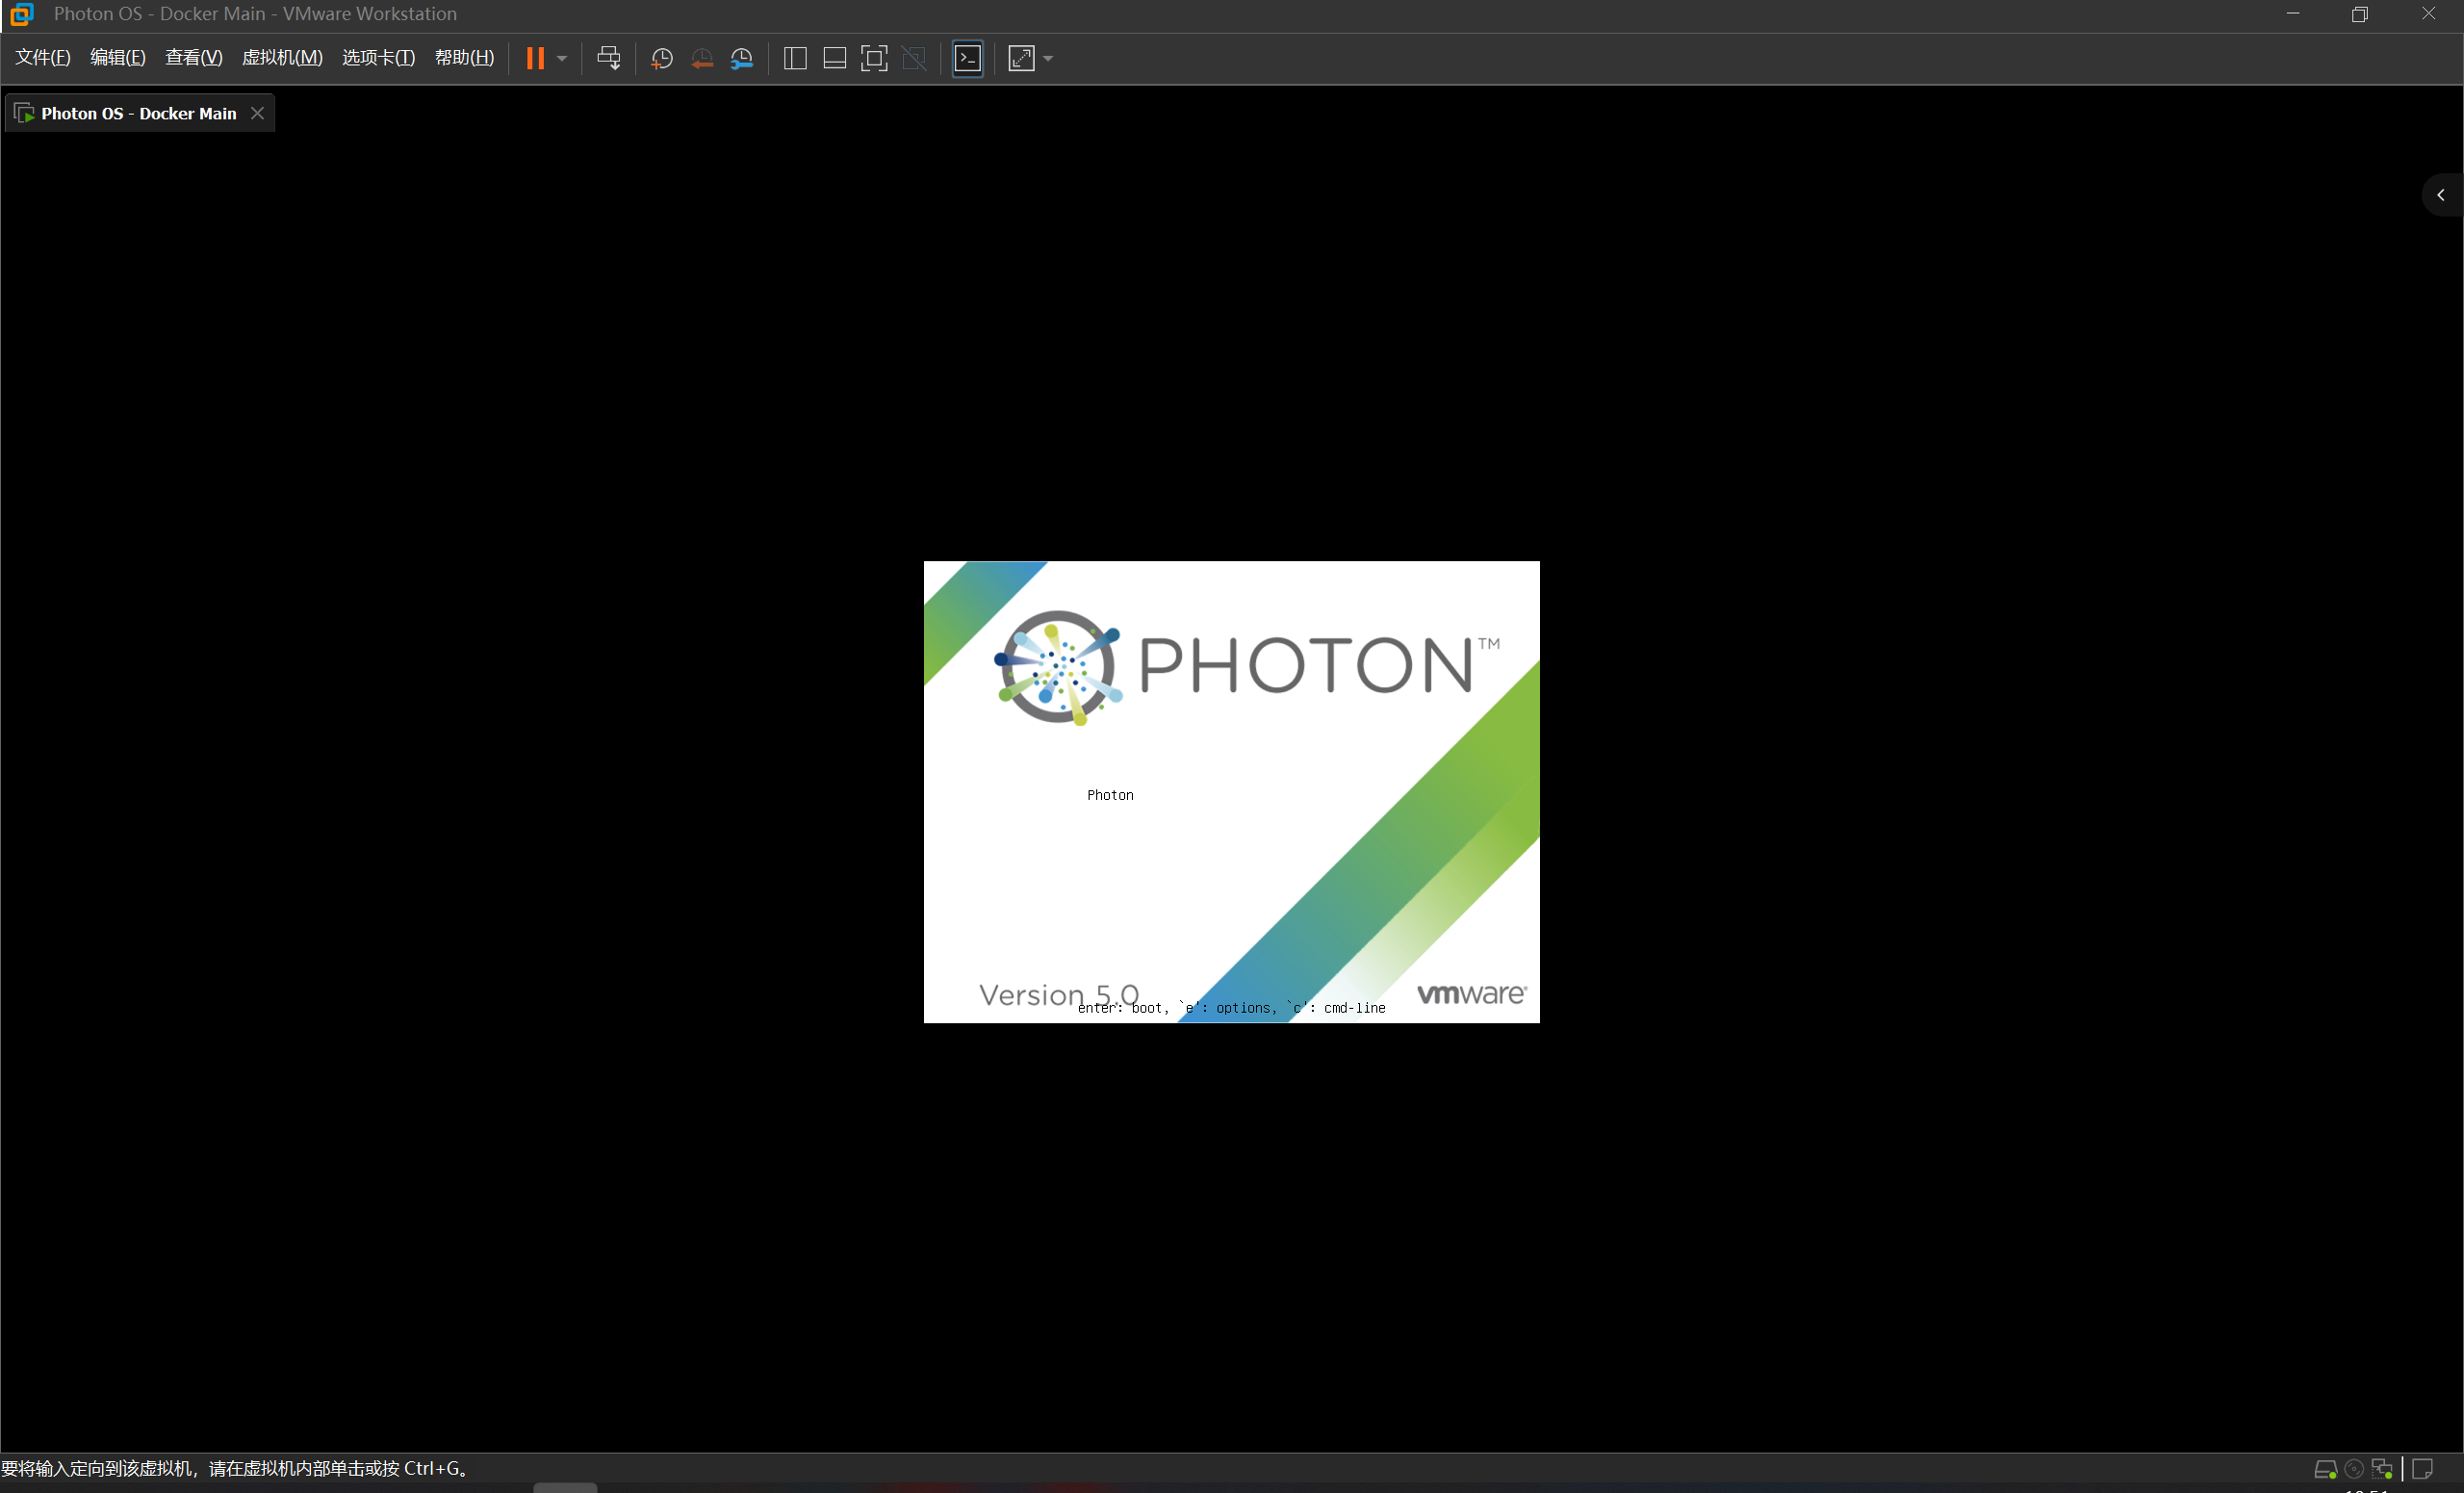 Photon OS - Docker Main - VMware Workstation
文件(F) 编辑(E) 查看(V) 虚拟机(M) 选项卡(T) 帮助(H)
Photon OS - Docker Main
PHOTON™
Photon
Version 5.0
vmware®
enter: boot, `e': options, `c': cmd-line
要将输入定向到该虚拟机，请在虚拟机内部单击或按 Ctrl+G。